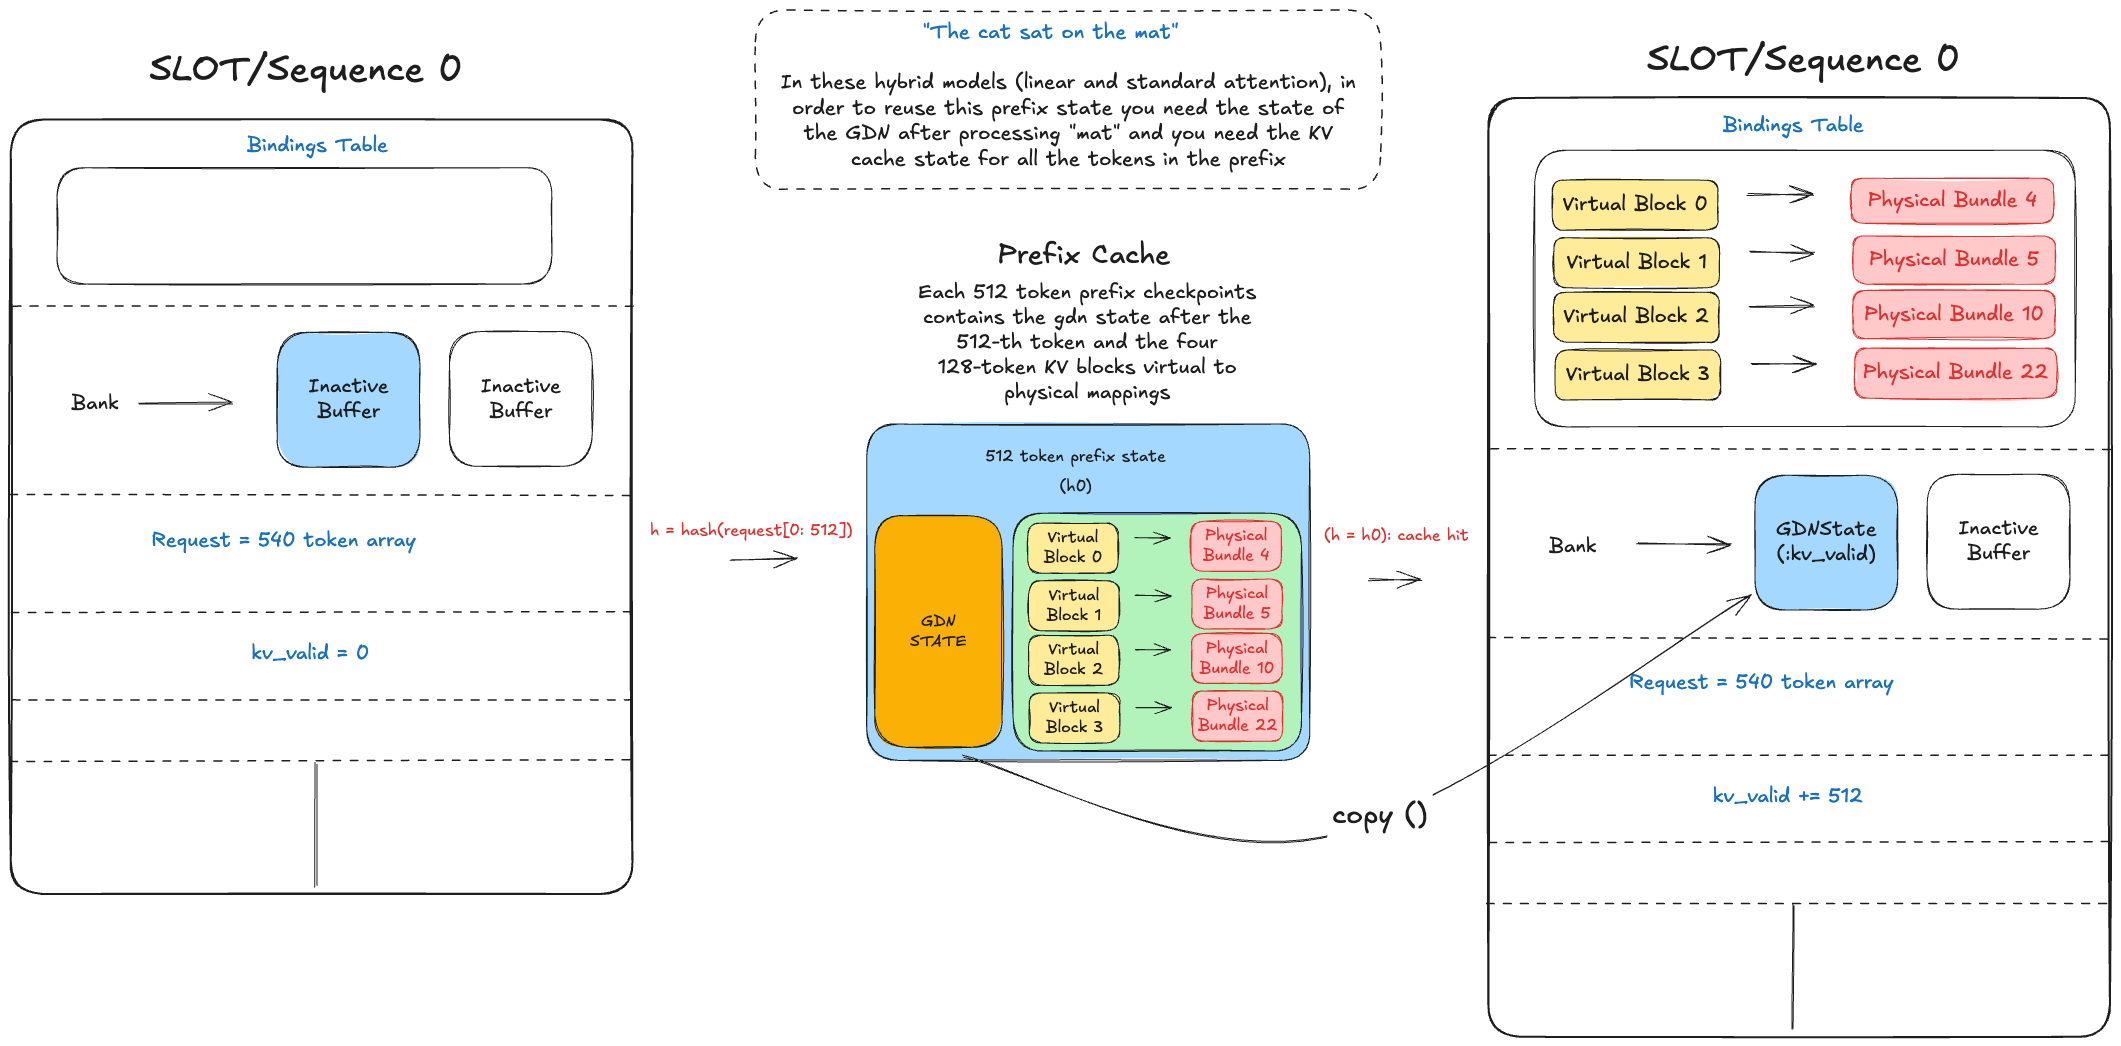 SLOT/Sequence 0
Bindings Table
Bank
Inactive
Buffer
Inactive
Buffer
Request = 540 token array
kv_valid = 0
"The cat sat on the mat"
In these hybrid models (linear and standard attention), in
order to reuse this prefix state you need the state of
the GDN after processing "mat" and you need the KV
cache state for all the tokens in the prefix
Prefix Cache
Each 512 token prefix checkpoints
contains the gdn state after the
512-th token and the four
128-token KV blocks virtual to
physical mappings
h = hash(request[0: 512])
512 token prefix state
(h0)
GDN
STATE
Virtual
Block 0
Physical
Bundle 4
Virtual
Block 1
Physical
Bundle 5
Virtual
Block 2
Physical
Bundle 10
Virtual
Block 3
Physical
Bundle 22
(h = h0): cache hit
copy ()
SLOT/Sequence 0
Bindings Table
Virtual Block 0
Physical Bundle 4
Virtual Block 1
Physical Bundle 5
Virtual Block 2
Physical Bundle 10
Virtual Block 3
Physical Bundle 22
Bank
GDNState
(:kv_valid)
Inactive
Buffer
Request = 540 token array
kv_valid += 512